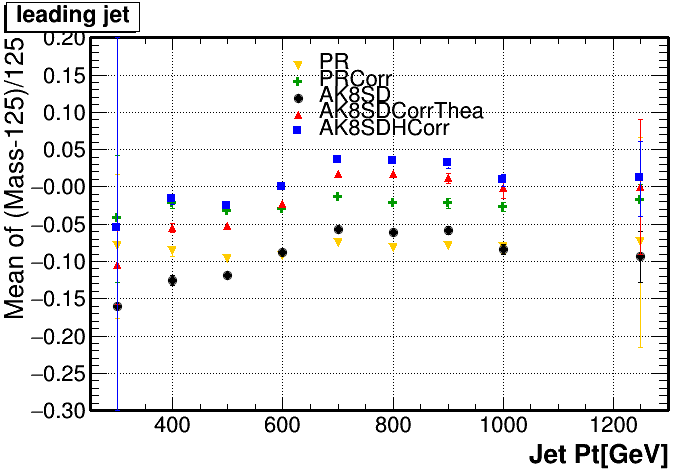 leading jet
Mean of (Mass-125)/125
0.20
0.15
0.10
0.05
−0.00
−0.05
−0.10
−0.15
−0.20
−0.25
−0.30
PR
PRCorr
AK8SD
AK8SDCorrThea
AK8SDHCorr
400 600 800 1000 1200
Jet Pt[GeV]